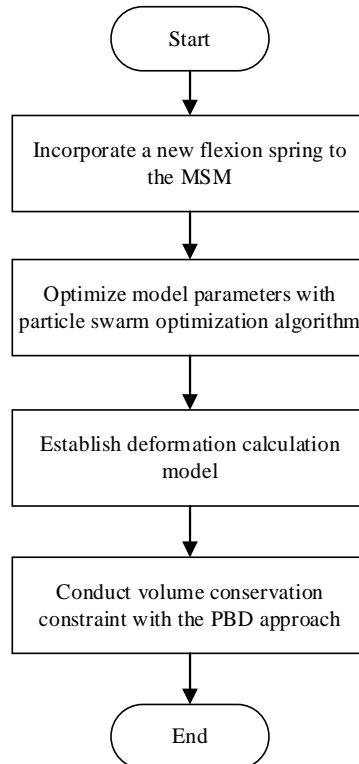 Start
Incorporate a new flexion spring to
the MSM
Optimize model parameters with
particle swarm optimization algorithm
Establish deformation calculation
model
Conduct volume conservation
constraint with the PBD approach
End